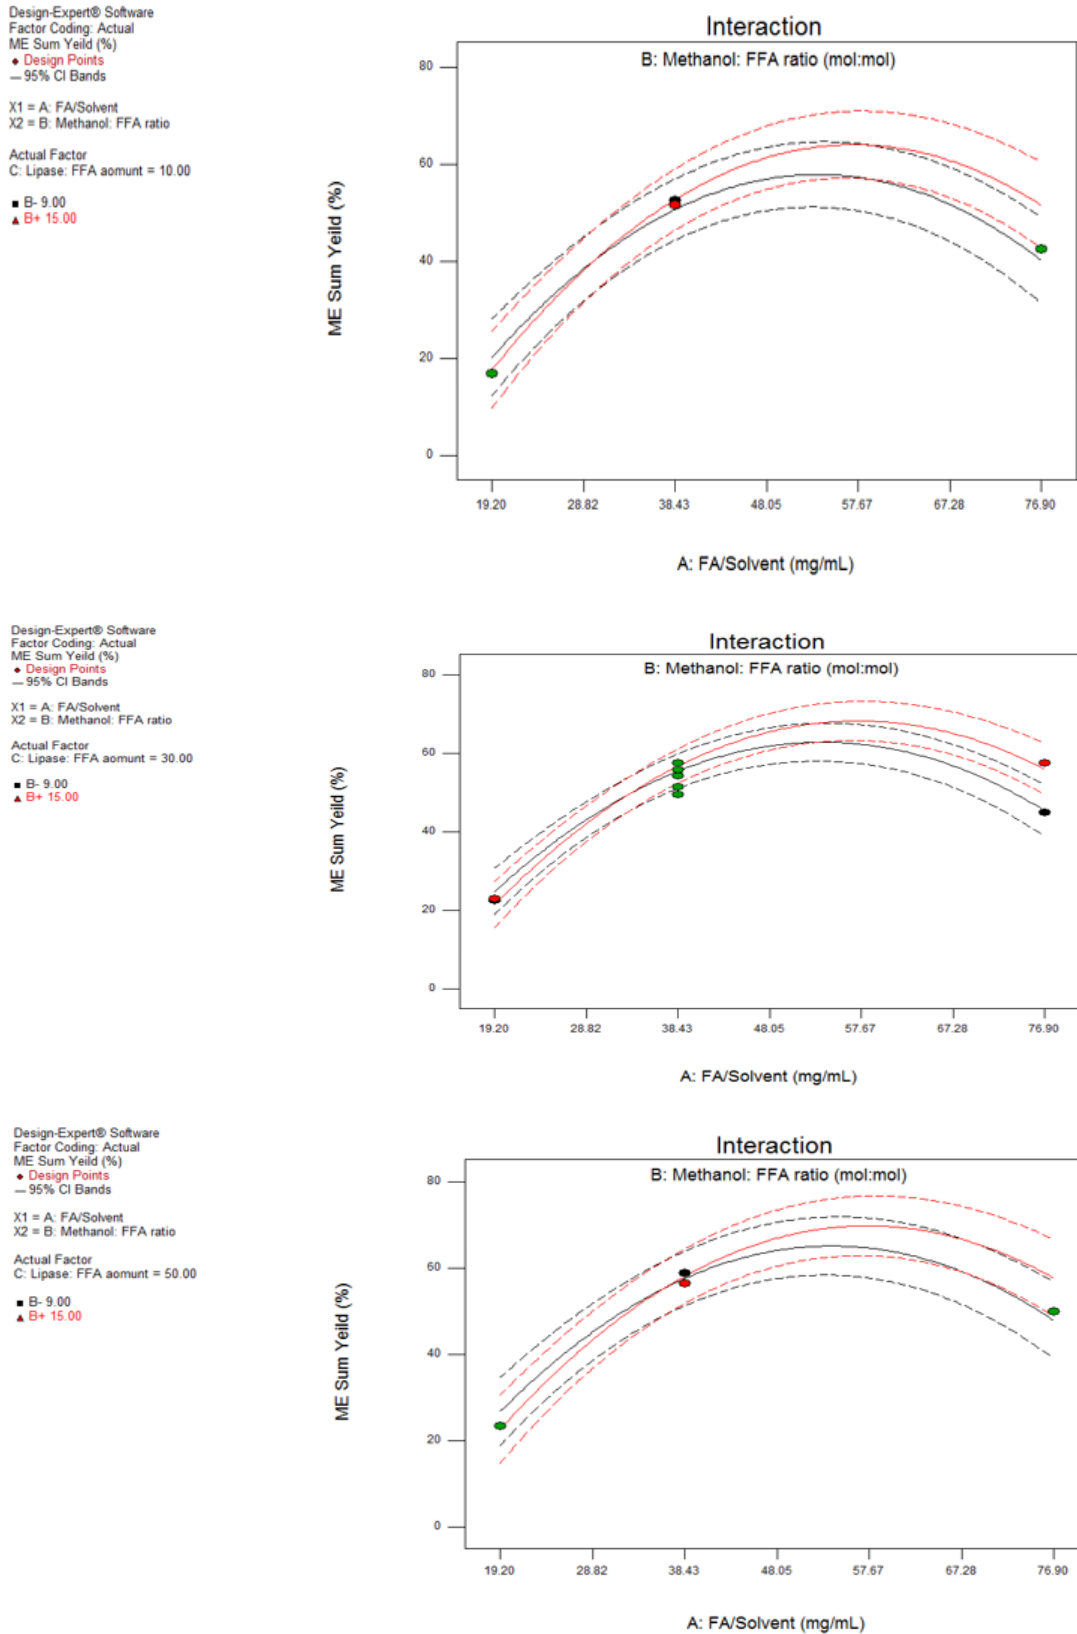 Design-Expert® Software
Factor Coding: Actual
ME Sum Yeild (%)
Design Points
95% CI Bands
X1 = A: FA/Solvent
X2 = B: Methanol: FFA ratio
Actual Factor
C: Lipase: FFA aomunt = 10.00
B- 9.00
B+ 15.00
Interaction
B: Methanol: FFA ratio (mol:mol)
ME Sum Yeild (%)
80
60
40
20
0
19.20 28.82 38.43 48.05 57.67 67.28 76.90
A: FA/Solvent (mg/mL)
Design-Expert® Software
Factor Coding: Actual
ME Sum Yeild (%)
Design Points
95% CI Bands
X1 = A: FA/Solvent
X2 = B: Methanol: FFA ratio
Actual Factor
C: Lipase: FFA aomunt = 30.00
B- 9.00
B+ 15.00
Interaction
B: Methanol: FFA ratio (mol:mol)
ME Sum Yeild (%)
80
60
40
20
0
19.20 28.82 38.43 48.05 57.67 67.28 76.90
A: FA/Solvent (mg/mL)
Design-Expert® Software
Factor Coding: Actual
ME Sum Yeild (%)
Design Points
95% CI Bands
X1 = A: FA/Solvent
X2 = B: Methanol: FFA ratio
Actual Factor
C: Lipase: FFA aomunt = 50.00
B- 9.00
B+ 15.00
Interaction
B: Methanol: FFA ratio (mol:mol)
ME Sum Yeild (%)
80
60
40
20
0
19.20 28.82 38.43 48.05 57.67 67.28 76.90
A: FA/Solvent (mg/mL)